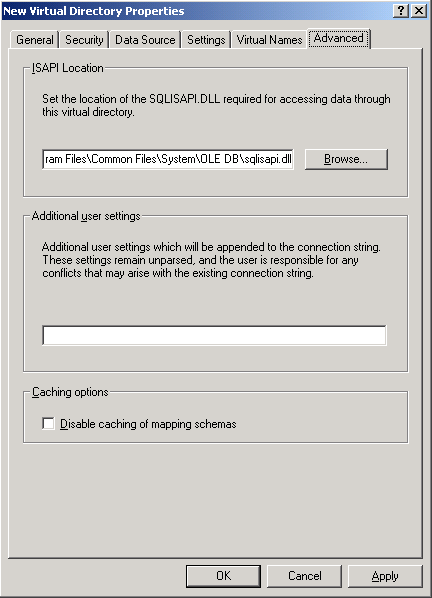 New Virtual Directory Properties
General Security Data Source Settings Virtual Names Advanced
ISAPI Location
Set the location of the SQLISAPI.DLL required for accessing data through
this virtual directory.
ram Files\Common Files\System\OLE DB\sqlisapi.dll Browse...
Additional user settings
Additional user settings which will be appended to the connection string.
These settings remain unparsed, and the user is responsible for any
conflicts that may arise with the existing connection string.
Caching options
Disable caching of mapping schemas
OK Cancel Apply